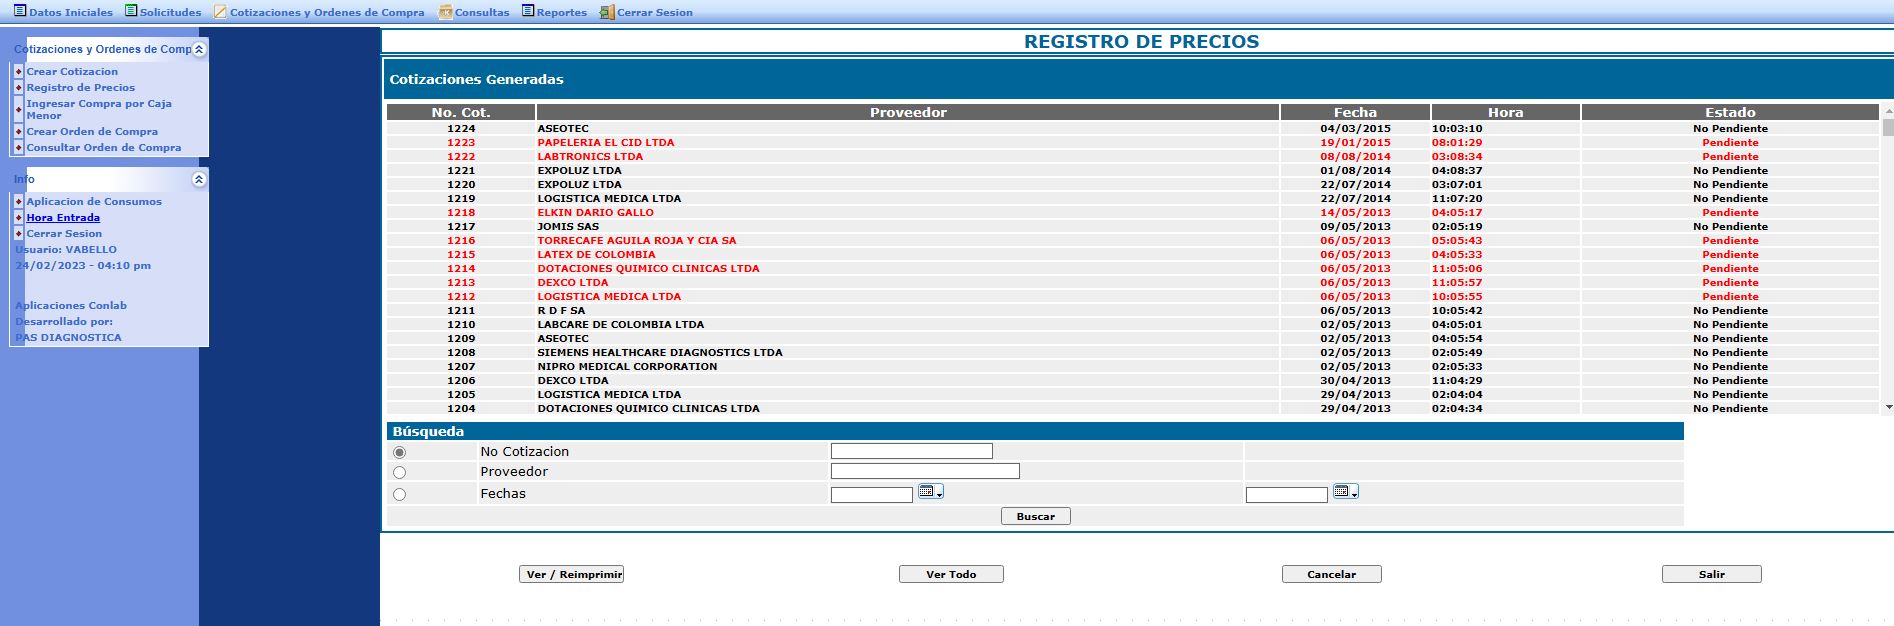 Datos Iniciales Solicitudes Cotizaciones y Ordenes de Compra Consultas Reportes Cerrar Sesion
Cotizaciones y Ordenes de Comp
Crear Cotizacion
Registro de Precios
Ingresar Compra por Caja
Menor
Crear Orden de Compra
Consultar Orden de Compra
Info
Aplicacion de Consumos
Hora Entrada
Cerrar Sesion
Usuario: VABELLO
24/02/2023 - 04:10 pm
Aplicaciones Conlab
Desarrollado por:
PAS DIAGNOSTICA
REGISTRO DE PRECIOS
Cotizaciones Generadas
No. Cot. Proveedor Fecha Hora Estado
1224 ASEOTEC 04/03/2015 10:03:10 No Pendiente
1223 PAPELERIA EL CID LTDA 19/01/2015 08:01:29 Pendiente
1222 LABTRONICS LTDA 08/08/2014 03:08:34 Pendiente
1221 EXPOLUZ LTDA 01/08/2014 04:08:37 No Pendiente
1220 EXPOLUZ LTDA 22/07/2014 03:07:01 No Pendiente
1219 LOGISTICA MEDICA LTDA 22/07/2014 11:07:20 No Pendiente
1218 ELKIN DARIO GALLO 14/05/2013 04:05:17 Pendiente
1217 JOMIS SAS 09/05/2013 02:05:19 No Pendiente
1216 TORRECAFE AGUILA ROJA Y CIA SA 06/05/2013 05:05:43 Pendiente
1215 LATEX DE COLOMBIA 06/05/2013 04:05:33 Pendiente
1214 DOTACIONES QUIMICO CLINICAS LTDA 06/05/2013 11:05:06 Pendiente
1213 DEXCO LTDA 06/05/2013 11:05:57 Pendiente
1212 LOGISTICA MEDICA LTDA 06/05/2013 10:05:55 Pendiente
1211 R D F SA 06/05/2013 10:05:42 No Pendiente
1210 LABCARE DE COLOMBIA LTDA 02/05/2013 04:05:01 No Pendiente
1209 ASEOTEC 02/05/2013 04:05:54 No Pendiente
1208 SIEMENS HEALTHCARE DIAGNOSTICS LTDA 02/05/2013 02:05:49 No Pendiente
1207 NIPRO MEDICAL CORPORATION 02/05/2013 02:05:33 No Pendiente
1206 DEXCO LTDA 30/04/2013 11:04:29 No Pendiente
1205 LOGISTICA MEDICA LTDA 29/04/2013 02:04:04 No Pendiente
1204 DOTACIONES QUIMICO CLINICAS LTDA 29/04/2013 02:04:34 No Pendiente
Búsqueda
No Cotizacion
Proveedor
Fechas
Buscar
Ver / Reimprimir Ver Todo Cancelar Salir